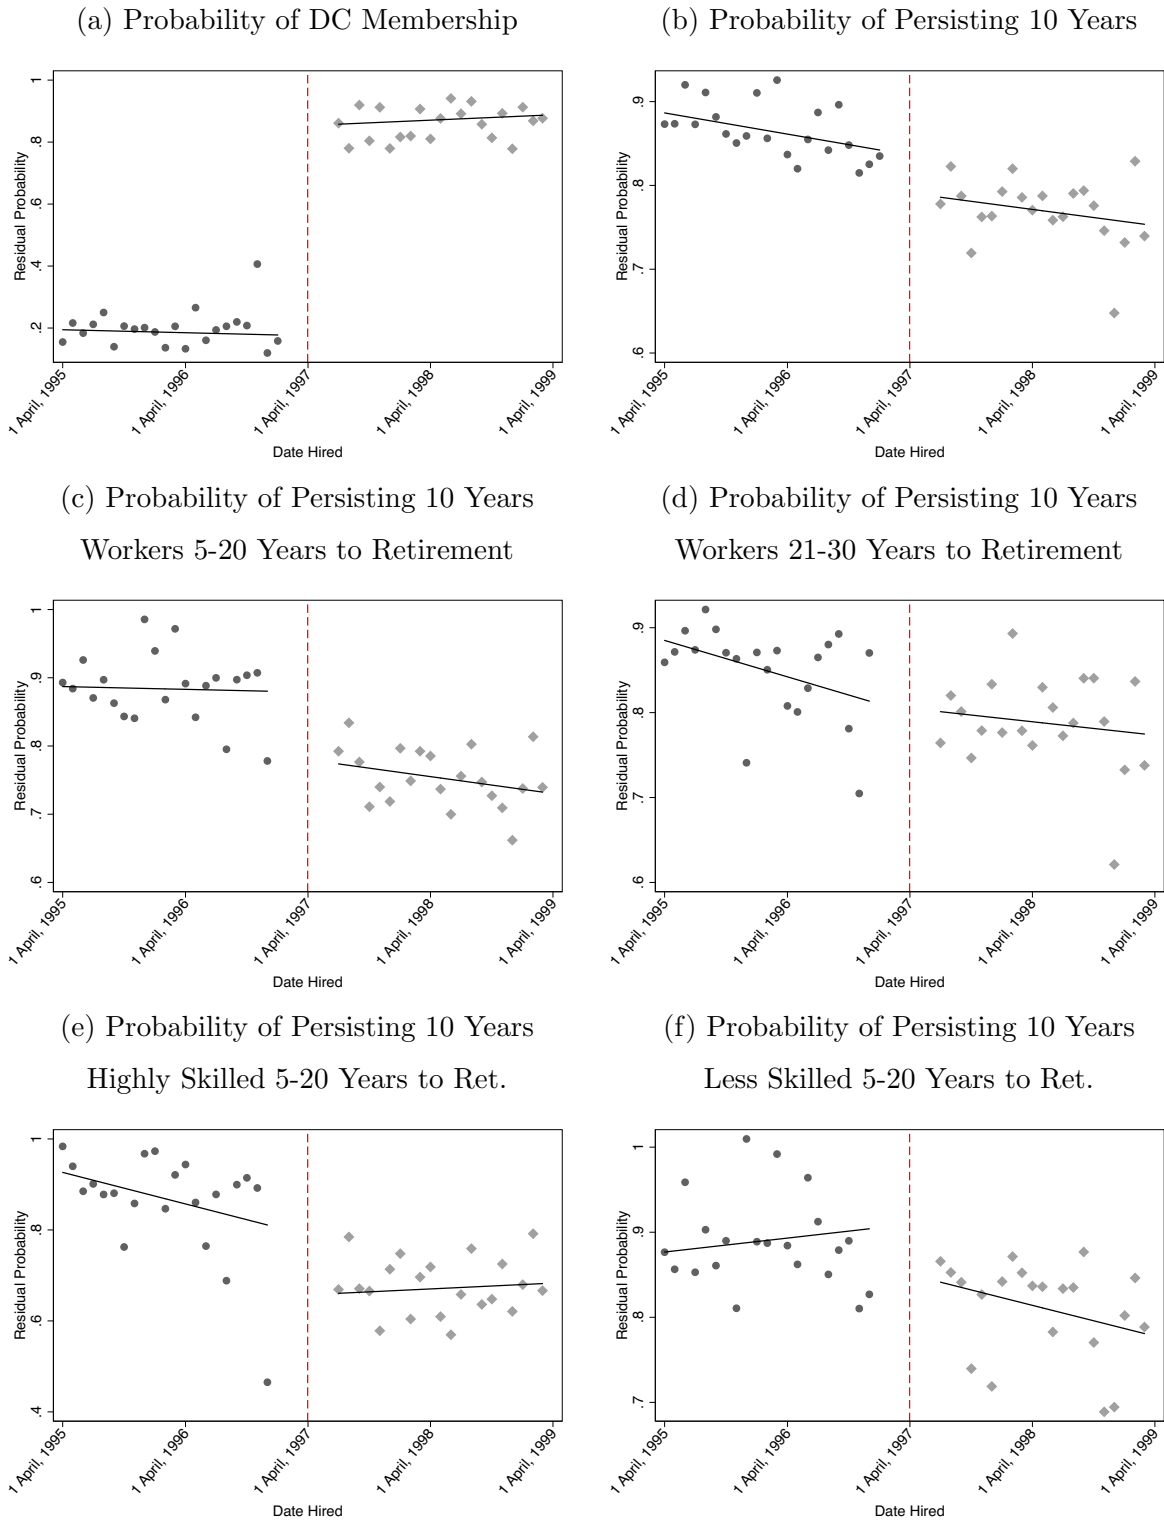 (a) Probability of DC Membership
Residual Probability
1
.8
.6
.4
.2
1 April, 1995
1 April, 1996
1 April, 1997
1 April, 1998
1 April, 1999
Date Hired
(b) Probability of Persisting 10 Years
Residual Probability
.9
.8
.7
.6
1 April, 1995
1 April, 1996
1 April, 1997
1 April, 1998
1 April, 1999
Date Hired
(c) Probability of Persisting 10 Years
Workers 5-20 Years to Retirement
Residual Probability
1
.9
.8
.7
.6
1 April, 1995
1 April, 1996
1 April, 1997
1 April, 1998
1 April, 1999
Date Hired
(d) Probability of Persisting 10 Years
Workers 21-30 Years to Retirement
Residual Probability
.9
.8
.7
.6
1 April, 1995
1 April, 1996
1 April, 1997
1 April, 1998
1 April, 1999
Date Hired
(e) Probability of Persisting 10 Years
Highly Skilled 5-20 Years to Ret.
Residual Probability
1
.8
.6
.4
1 April, 1995
1 April, 1996
1 April, 1997
1 April, 1998
1 April, 1999
Date Hired
(f) Probability of Persisting 10 Years
Less Skilled 5-20 Years to Ret.
Residual Probability
1
.9
.8
.7
1 April, 1995
1 April, 1996
1 April, 1997
1 April, 1998
1 April, 1999
Date Hired